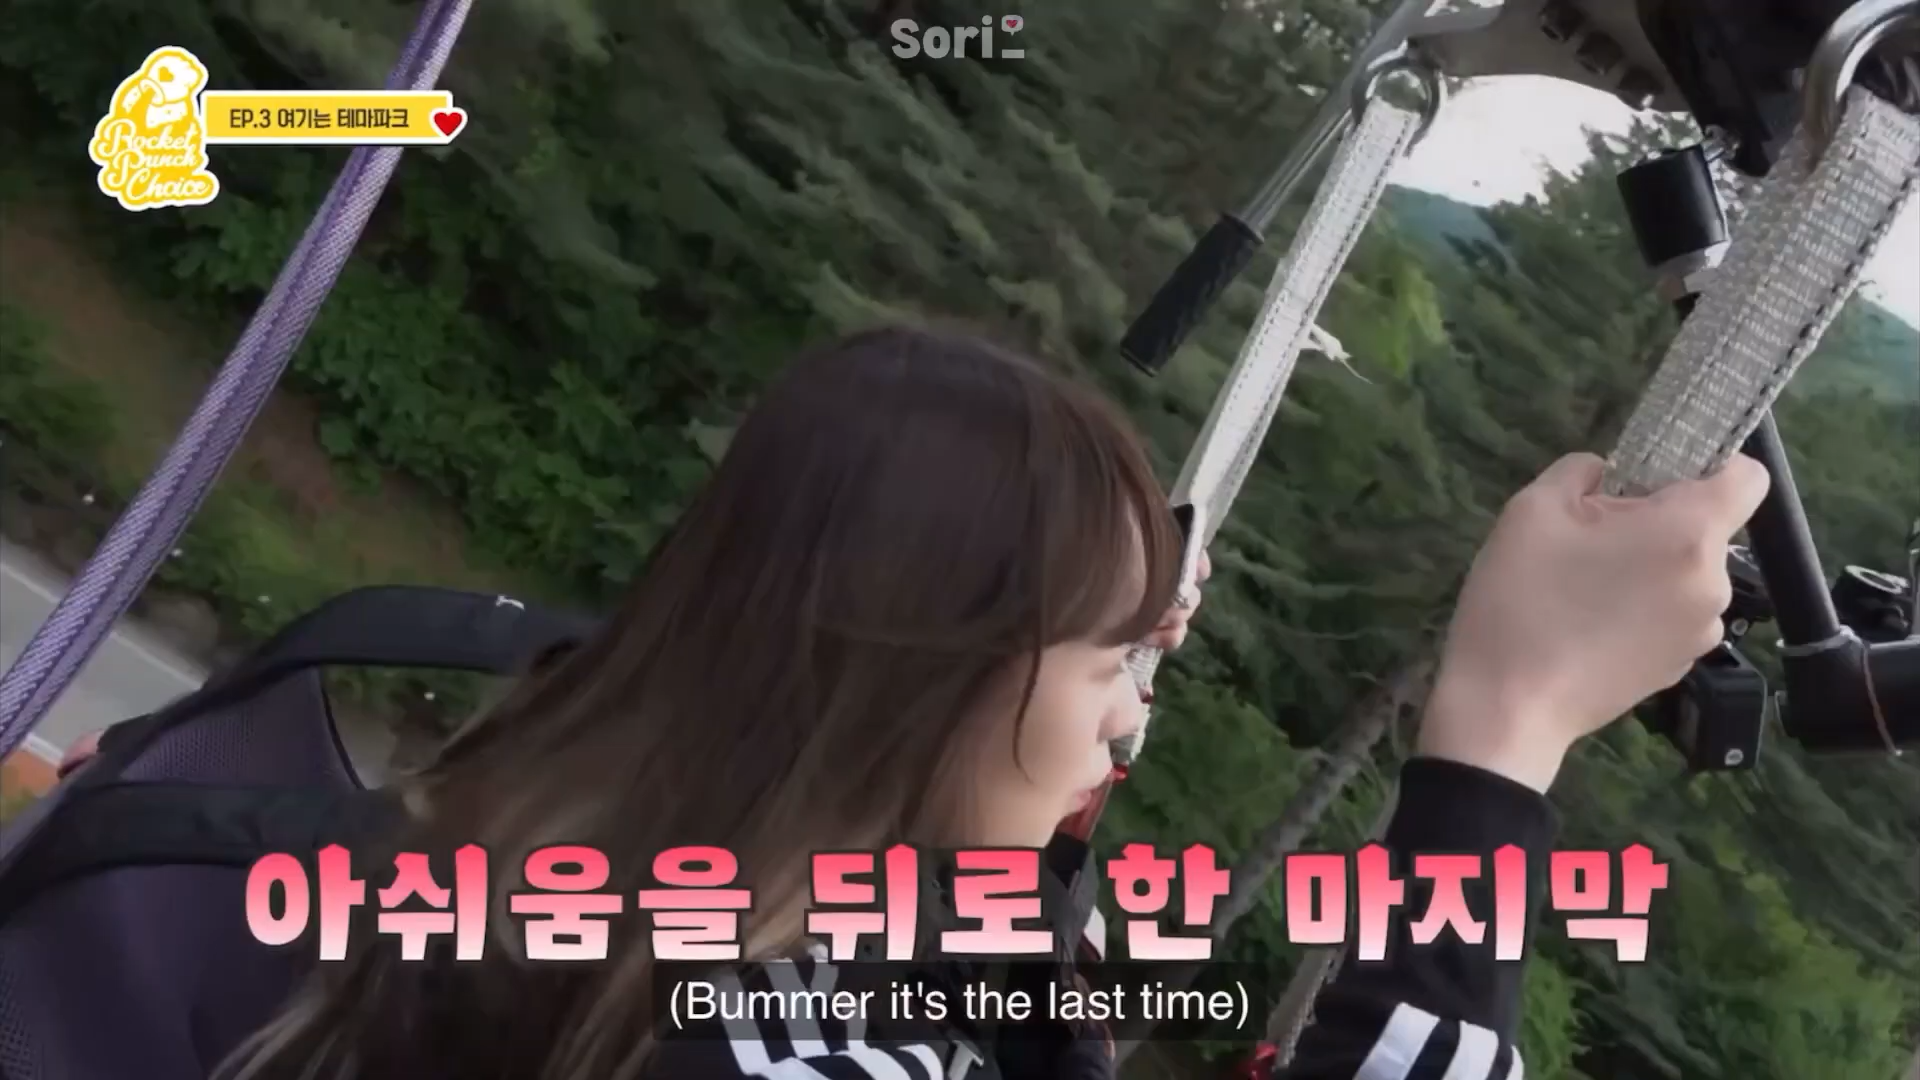 Sori
EP.3 여기는 테마파크
Rocket
Punch
Choice
아쉬움을 뒤로 한 마지막
(Bummer it's the last time)